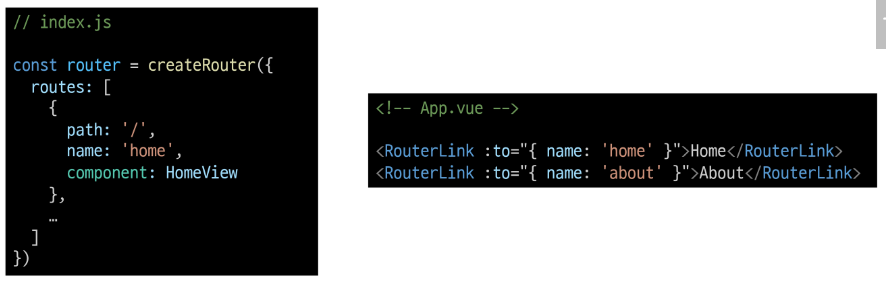 // index.js
const router = createRouter({
  routes: [
    {
      path: '/',
      name: 'home',
      component: HomeView
    },
    …
  ]
})
<!-- App.vue -->
<RouterLink :to="{ name: 'home' }">Home</RouterLink>
<RouterLink :to="{ name: 'about' }">About</RouterLink>